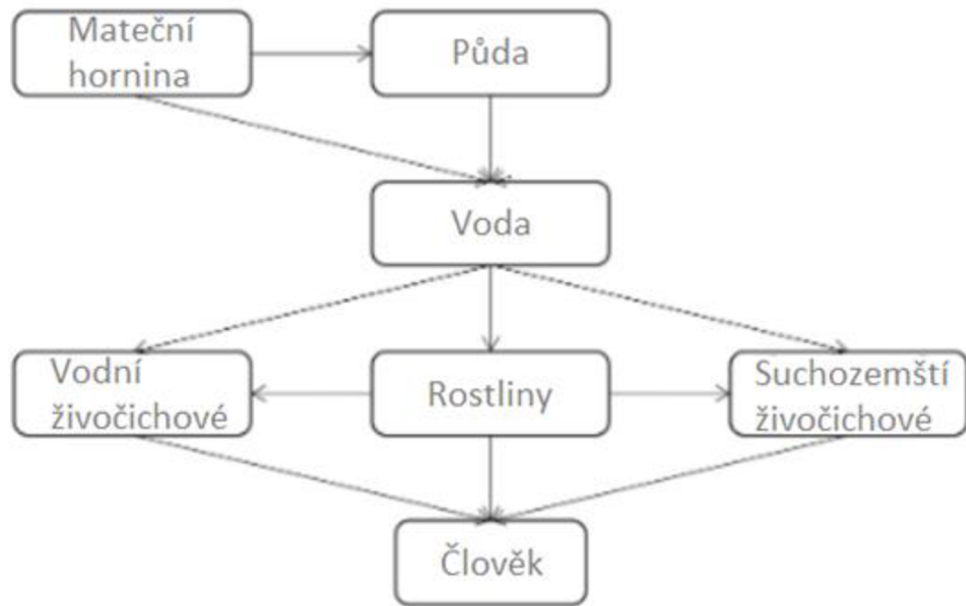 Mateční
hornina
Půda
Voda
Vodní
živočichové
Rostliny
Suchozemští
živočichové
Člověk